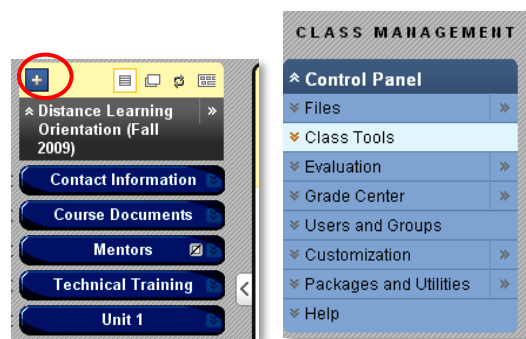 Distance Learning
Orientation (Fall
2009)
Contact Information
Course Documents
Mentors
Technical Training
Unit 1
CLASS MANAGEMENT
Control Panel
Files
Class Tools
Evaluation
Grade Center
Users and Groups
Customization
Packages and Utilities
Help